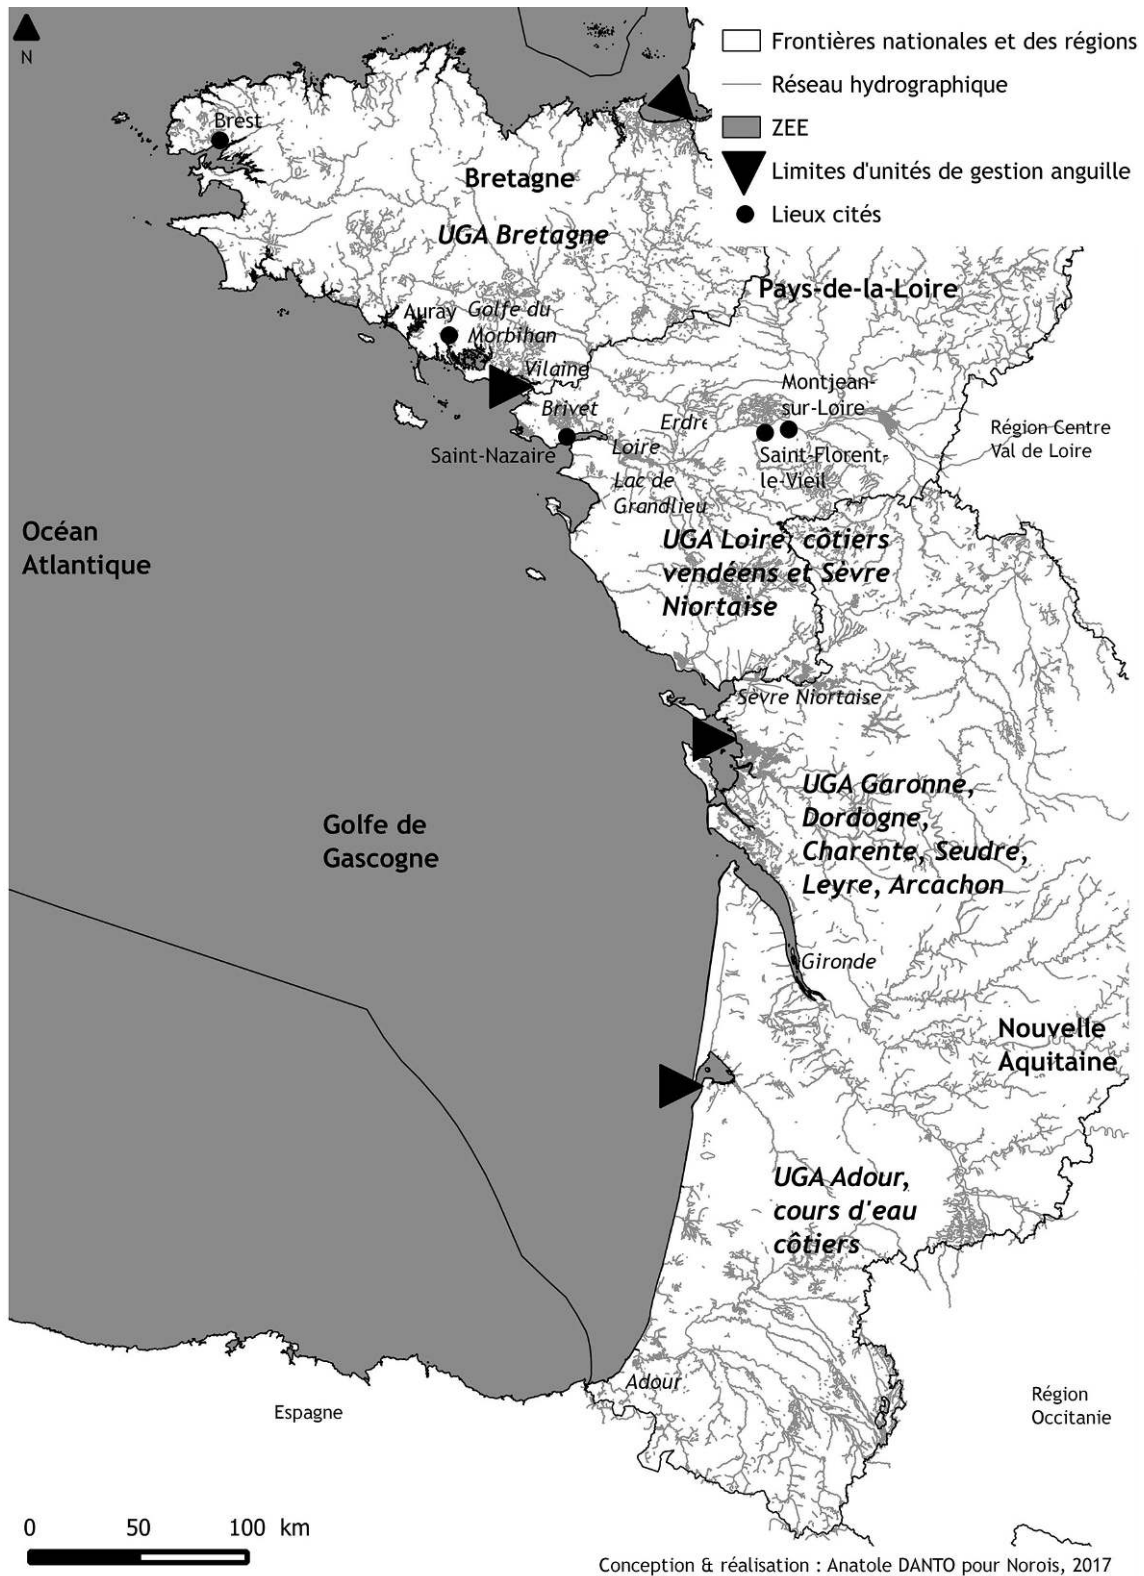 N
Frontières nationales et des régions
Réseau hydrographique
ZEE
Limites d'unités de gestion anguille
Lieux cités
Brest
Bretagne
UGA Bretagne
Pays-de-la-Loire
Auray
Golfe du
Morbihan
Vilaine
Montjean-
sur-Loire
Brivet
Erdre
Région Centre
Val de Loire
Saint-Nazaire
Loire
Saint-Florent-
le-Vieil
Lac de
Grandlieu
Océan
Atlantique
UGA Loire, côtiers
vendéens et Sèvre
Niortaise
Sèvre Niortaise
UGA Garonne,
Dordogne,
Charente, Seudre,
Leyre, Arcachon
Golfe de
Gascogne
Gironde
Nouvelle
Aquitaine
UGA Adour,
cours d'eau
côtiers
Adour
Espagne
Région
Occitanie
0 50 100 km
Conception & réalisation : Anatole DANTO pour Norois, 2017